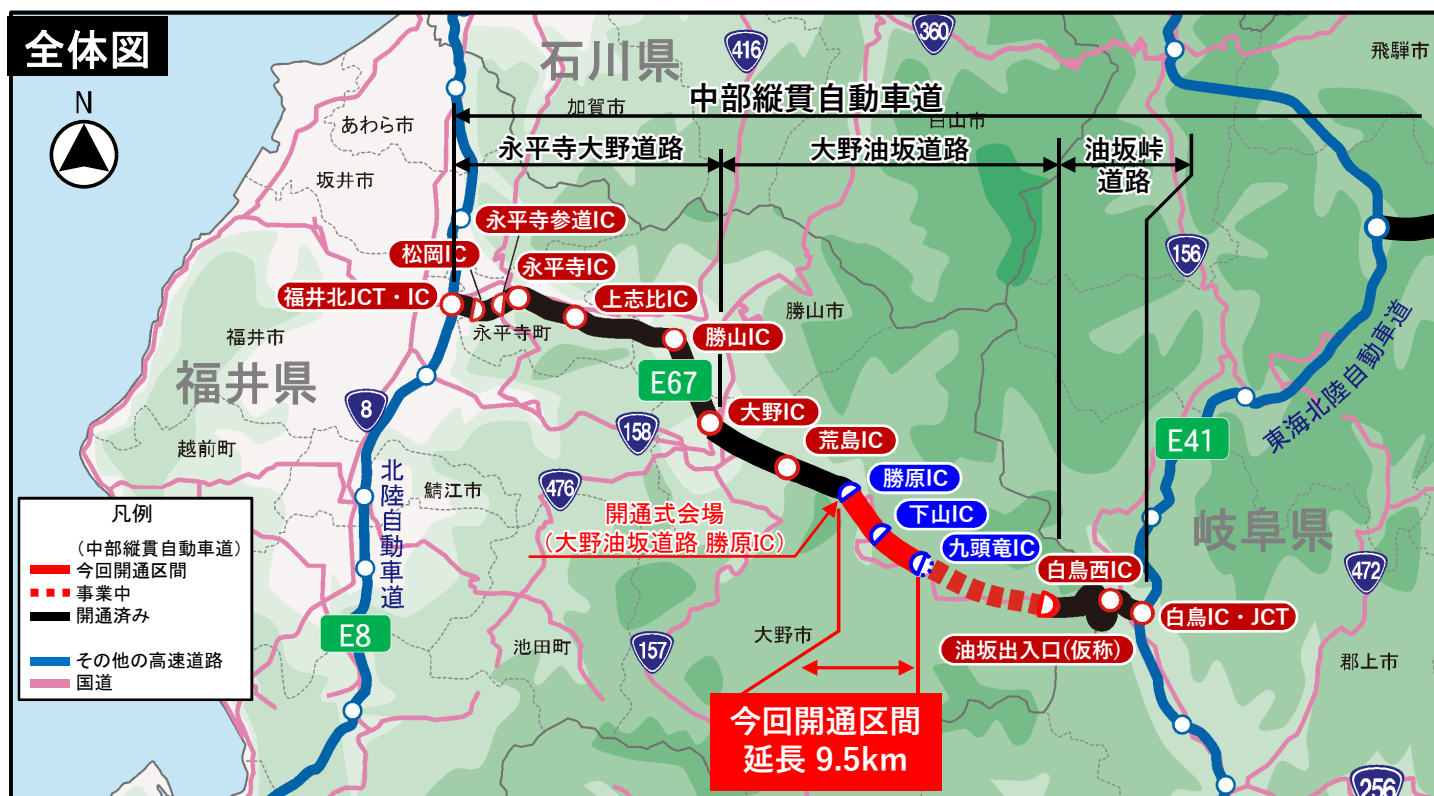 全体図
N
石川県
416
360
飛騨市
中部縦貫自動車道
加賀市
白山市
あわら市
永平寺大野道路
大野油坂道路
油坂峠
道路
坂井市
永平寺参道IC
松岡IC
永平寺IC
156
福井北JCT・IC
上志比IC
勝山市
福井市
永平寺町
勝山IC
東海北陸自動車道
福井県
E67
8
大野IC
158
荒島IC
E41
越前町
476
鯖江市
勝原IC
北陸自動車道
開通式会場
(大野油坂道路 勝原IC)
下山IC
岐阜県
九頭竜IC
凡例
(中部縦貫自動車道)
今回開通区間
事業中
開通済み
その他の高速道路
国道
白鳥西IC
472
白鳥IC・JCT
E8
大野市
池田町
157
油坂出入口(仮称)
郡上市
今回開通区間
延長 9.5km
256